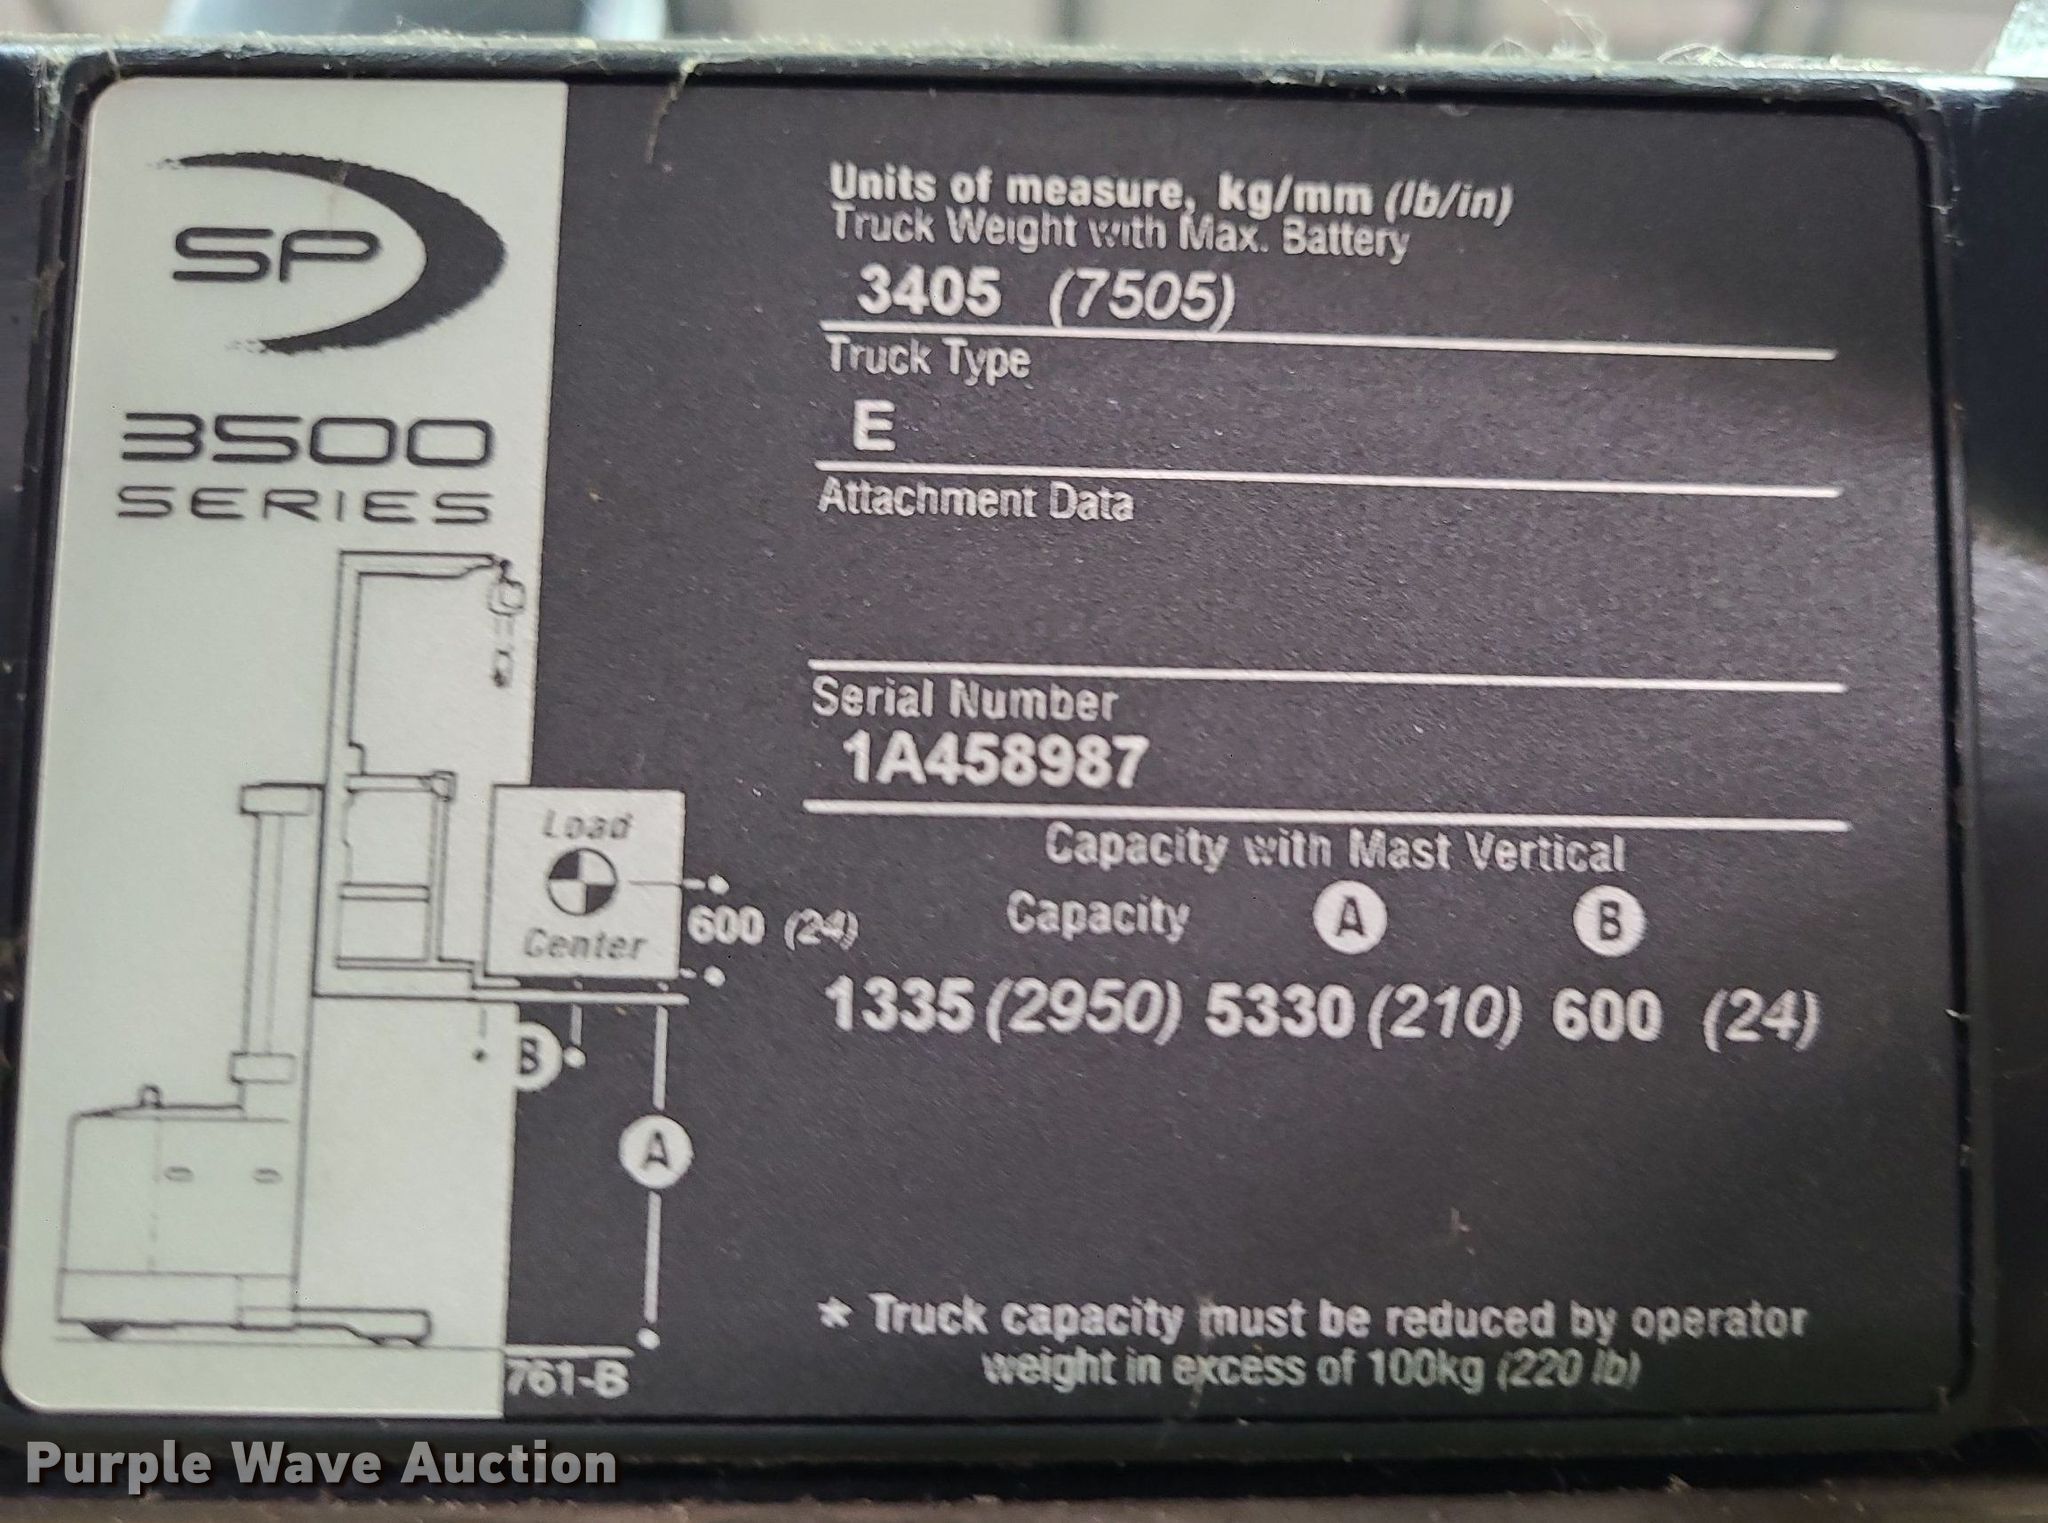 SP
3500
SERIES
Units of measure, kg/mm (lb/in)
Truck Weight with Max. Battery
3405 (7505)
Truck Type
E
Attachment Data
Serial Number
1A458987
Capacity with Mast Vertical
Capacity A B
1335 (2950) 5330 (210) 600 (24)
Load
Center
600 (24)
B
A
761-B
* Truck capacity must be reduced by operator
weight in excess of 100kg (220 lb)
Purple Wave Auction